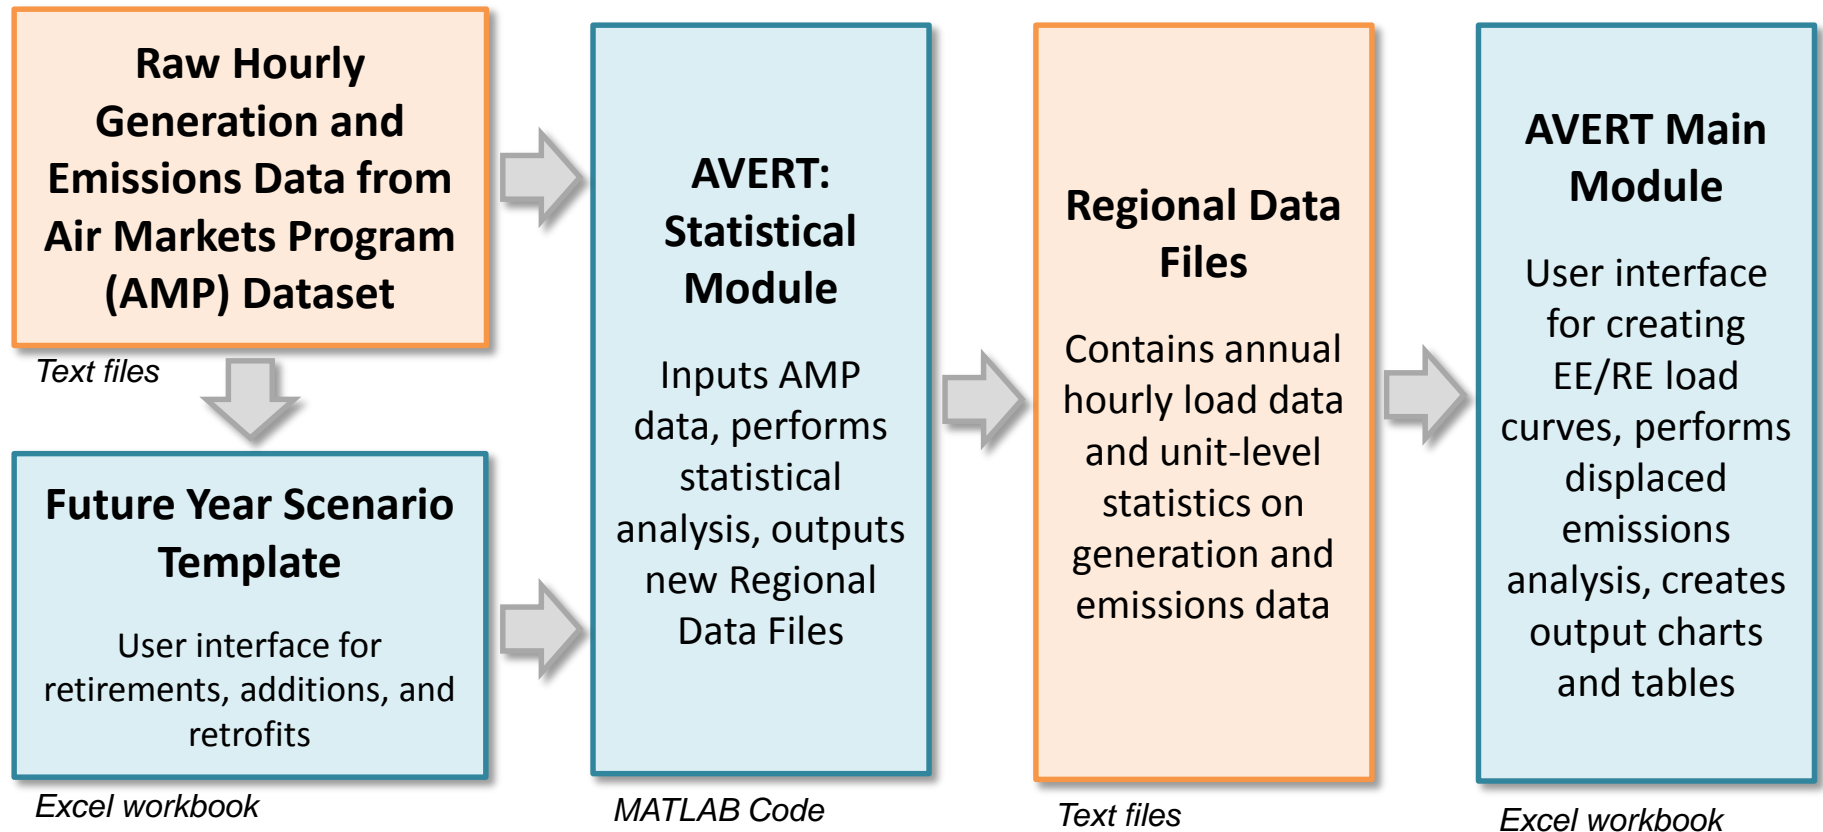 Raw Hourly
Generation and
Emissions Data from
Air Markets Program
(AMP) Dataset
Text files
Future Year Scenario
Template
User interface for
retirements, additions, and
retrofits
Excel workbook
AVERT:
Statistical
Module
Inputs AMP
data, performs
statistical
analysis, outputs
new Regional
Data Files
MATLAB Code
Regional Data
Files
Contains annual
hourly load data
and unit-level
statistics on
generation and
emissions data
Text files
AVERT Main
Module
User interface
for creating
EE/RE load
curves, performs
displaced
emissions
analysis, creates
output charts
and tables
Excel workbook